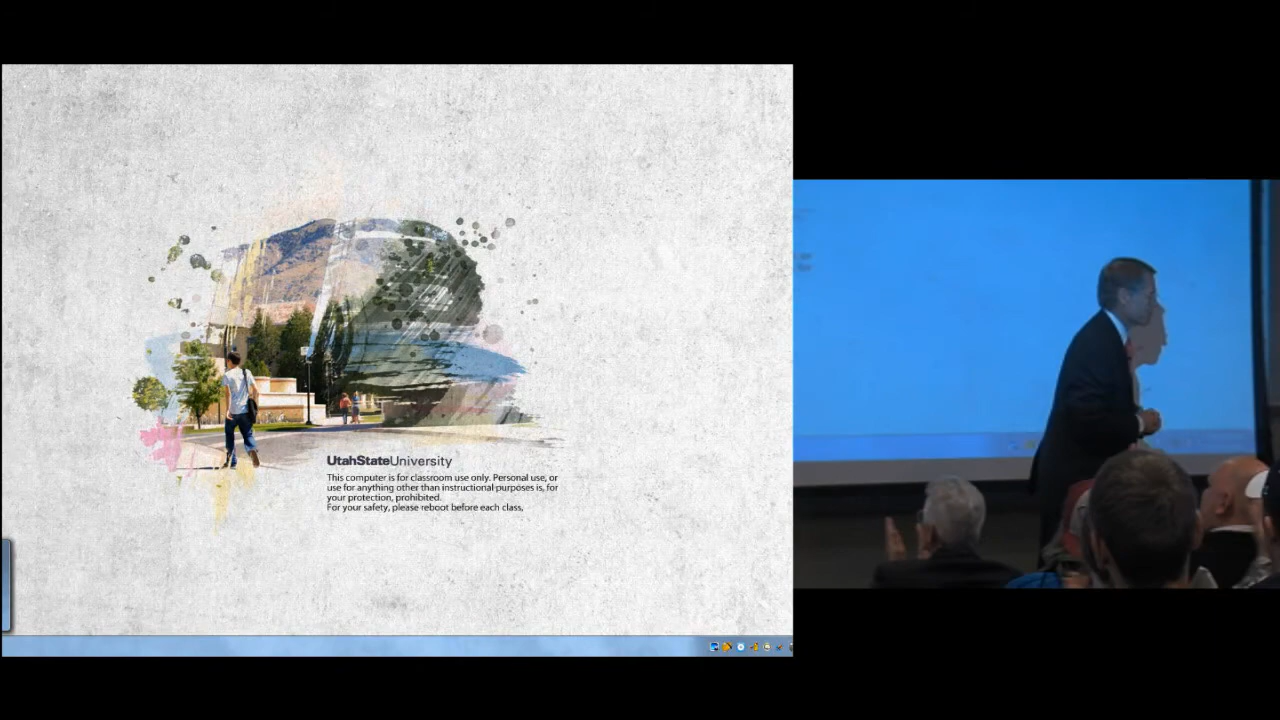 UtahStateUniversity
This computer is for classroom use only. Personal use, or
use for anything other than instructional purposes is, for
your protection, prohibited.
For your safety, please reboot before each class,